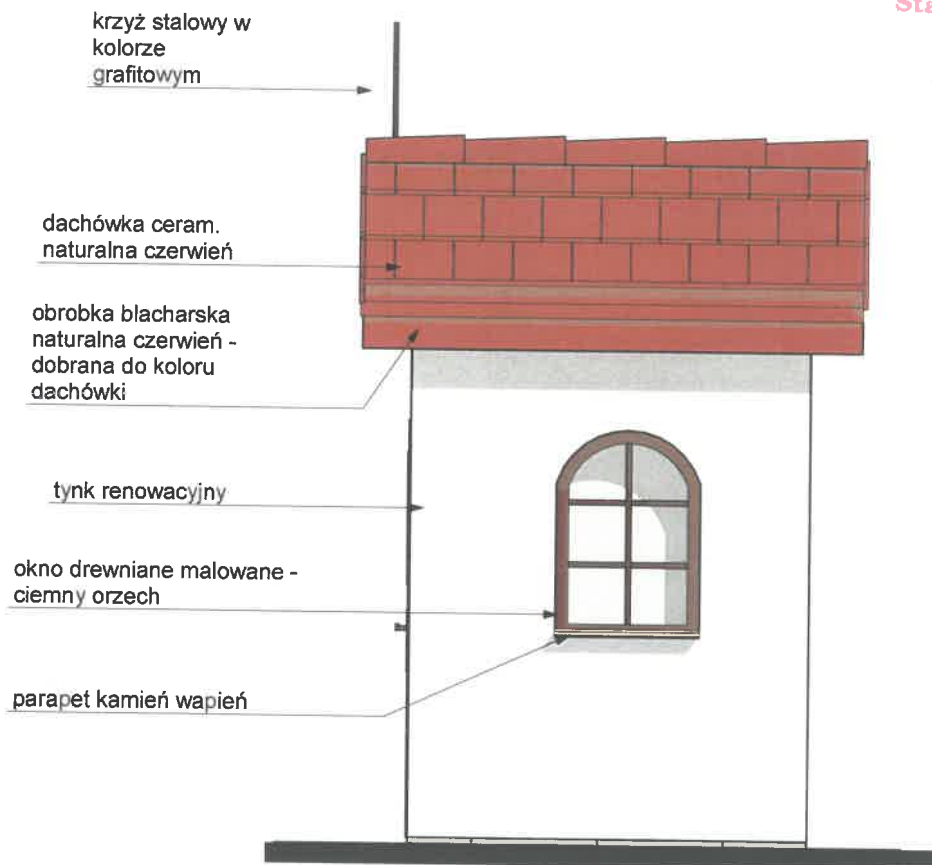 Sta
krzyż stalowy w
kolorze
grafitowym
dachówka ceram.
naturalna czerwień
obrobka blacharska
naturalna czerwień -
dobrana do koloru
dachówki
tynk renowacyjny
okno drewniane malowane -
ciemny orzech
parapet kamień wapień